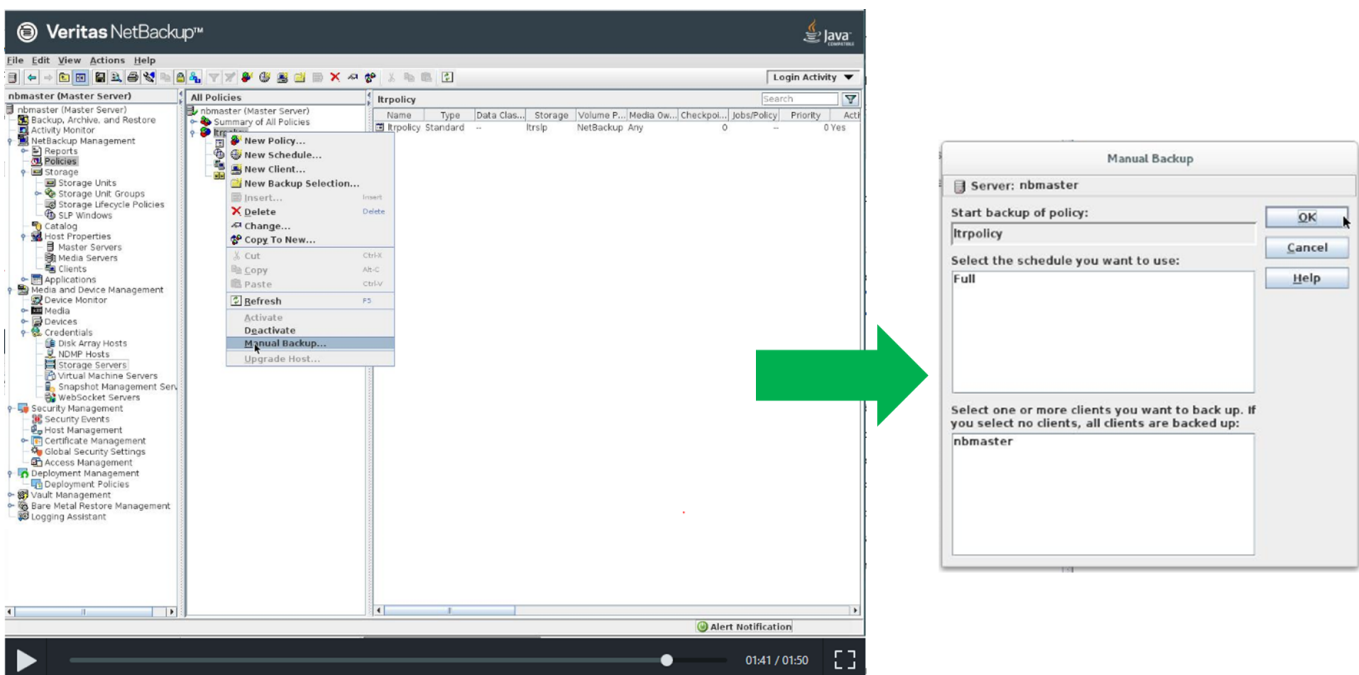 Veritas NetBackup™
Java
COMPATIBLE
File Edit View Actions Help
Login Activity
nbmaster (Master Server)
nbmaster (Master Server)
Backup, Archive, and Restore
Activity Monitor
NetBackup Management
Reports
Policies
Storage
Storage Units
Storage Unit Groups
Storage Lifecycle Policies
SLP Windows
Catalog
Host Properties
Master Servers
Media Servers
Clients
Applications
Media and Device Management
Device Monitor
Media
Devices
Credentials
Disk Array Hosts
NDMP Hosts
Storage Servers
Virtual Machine Servers
Snapshot Management Serv
WebSocket Servers
Security Management
Security Events
Host Management
Certificate Management
Global Security Settings
Access Management
Deployment Management
Deployment Policies
Vault Management
Bare Metal Restore Management
Logging Assistant
All Policies
nbmaster (Master Server)
Summary of All Policies
New Policy...
New Schedule...
New Client...
New Backup Selection...
Insert... Insert
Delete Delete
Change...
Copy To New...
Cut Ctrl-X
Copy Alt-C
Paste Ctrl-V
Refresh F5
Activate
Deactivate
Manual Backup...
Upgrade Host...
ltrpolicy
Search
Name Type Data Clas... Storage Volume P... Media Ow... Checkpoi... Jobs/Policy Priority Acti
ltrpolicy Standard -- ltrslp NetBackup Any 0 -- 0 Yes
Alert Notification
01:41 / 01:50
Manual Backup
Server: nbmaster
Start backup of policy:
ltrpolicy
Select the schedule you want to use:
Full
Select one or more clients you want to back up. If
you select no clients, all clients are backed up:
nbmaster
OK
Cancel
Help